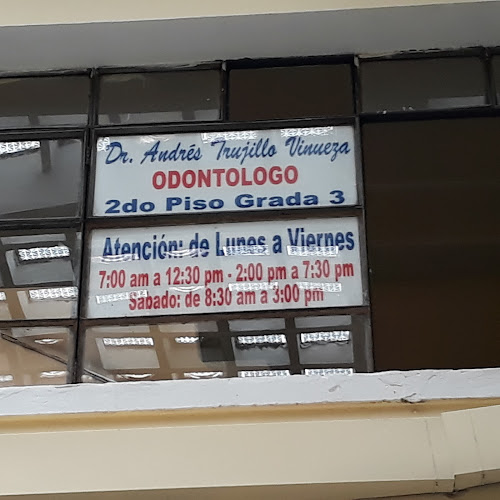 Dr. Andrés Trujillo Vinueza
ODONTOLOGO
2do Piso Grada 3
Atención: de Lunes a Viernes
7:00 am a 12:30 pm - 2:00 pm a 7:30 pm
Sábado: de 8:30 am a 3:00 pm